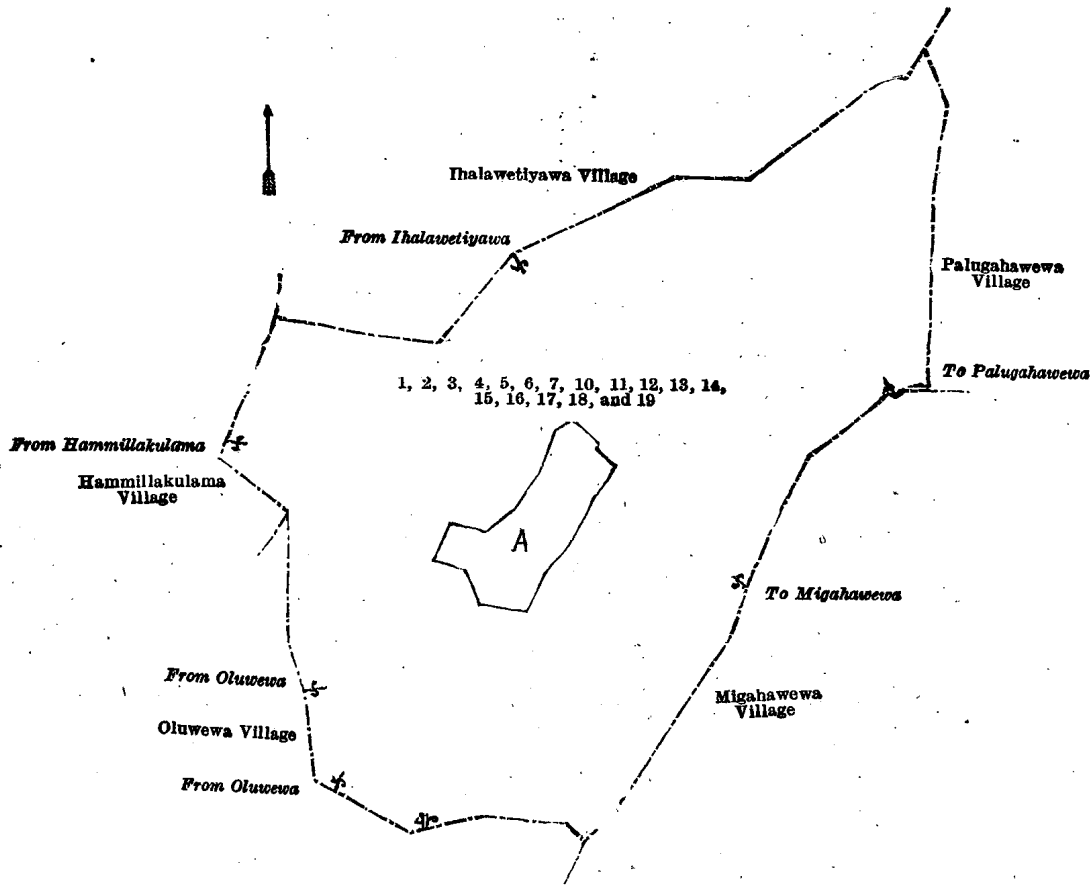 Ihalawetiyawa Village
From Ihalawetiyawa
Palugahawewa
Village
To Palugahawewa
1, 2, 3, 4, 5, 6, 7, 10, 11, 12, 13, 14,
15, 16, 17, 18, and 19
From Hammillakulama
Hammillakulama
Village
A
To Migahawewa
From Oluwewa
Migahawewa
Village
Oluwewa Village
From Oluwewa